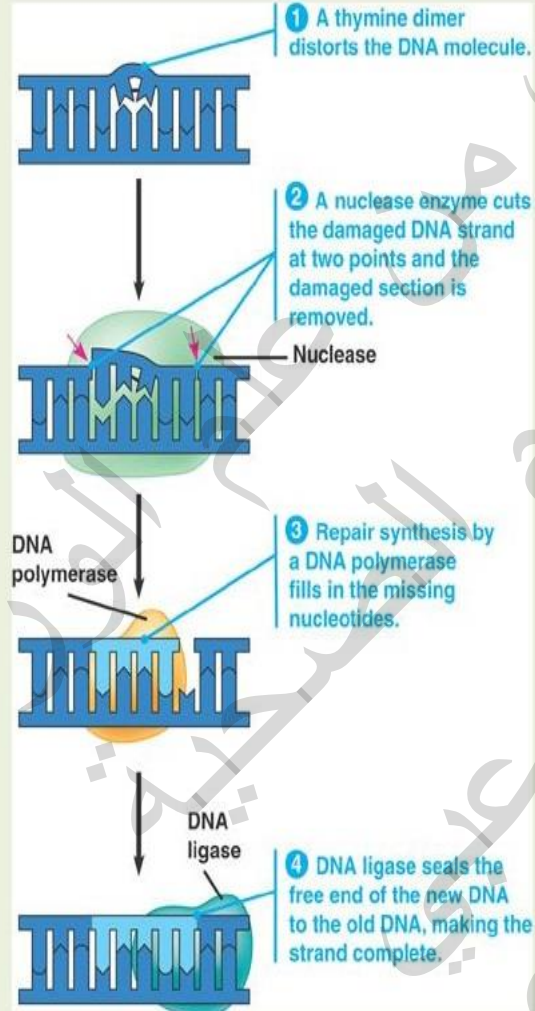 1 A thymine dimer
distorts the DNA molecule.
2 A nuclease enzyme cuts
the damaged DNA strand
at two points and the
damaged section is
removed.
Nuclease
3 Repair synthesis by
a DNA polymerase
fills in the missing
nucleotides.
DNA
polymerase
DNA
ligase
4 DNA ligase seals the
free end of the new DNA
to the old DNA, making the
strand complete.
من